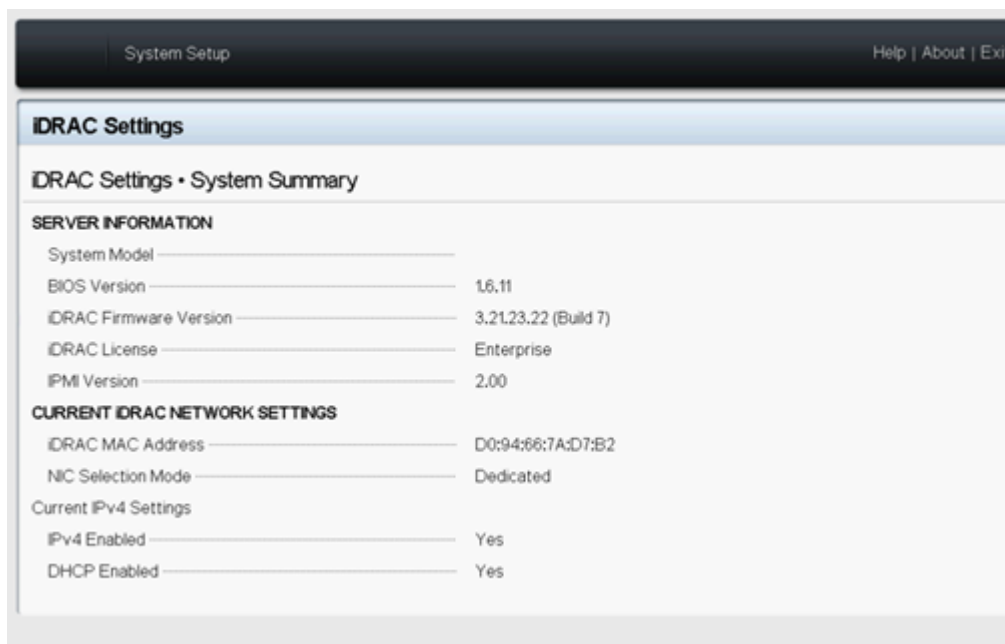 System Setup
Help | About | Exi
iDRAC Settings
iDRAC Settings • System Summary
SERVER INFORMATION
System Model
BIOS Version 1.6.11
iDRAC Firmware Version 3.21.23.22 (Build 7)
iDRAC License Enterprise
IPMI Version 2.00
CURRENT iDRAC NETWORK SETTINGS
iDRAC MAC Address D0:94:66:7A:D7:B2
NIC Selection Mode Dedicated
Current IPv4 Settings
IPv4 Enabled Yes
DHCP Enabled Yes